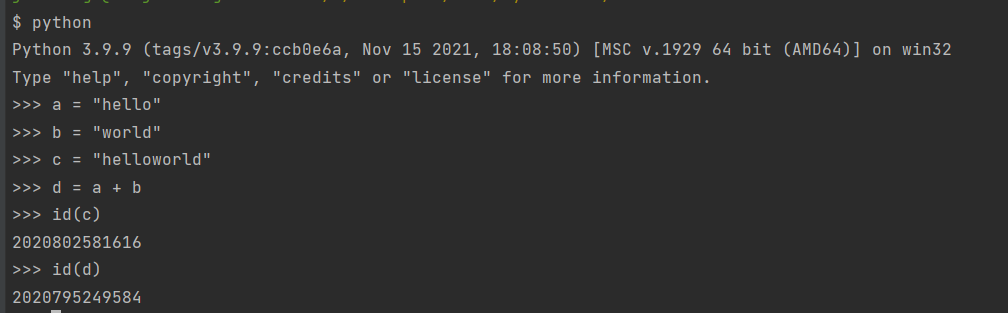 $ python
Python 3.9.9 (tags/v3.9.9:ccb0e6a, Nov 15 2021, 18:08:50) [MSC v.1929 64 bit (AMD64)] on win32
Type "help", "copyright", "credits" or "license" for more information.
>>> a = "hello"
>>> b = "world"
>>> c = "helloworld"
>>> d = a + b
>>> id(c)
2020802581616
>>> id(d)
2020795249584